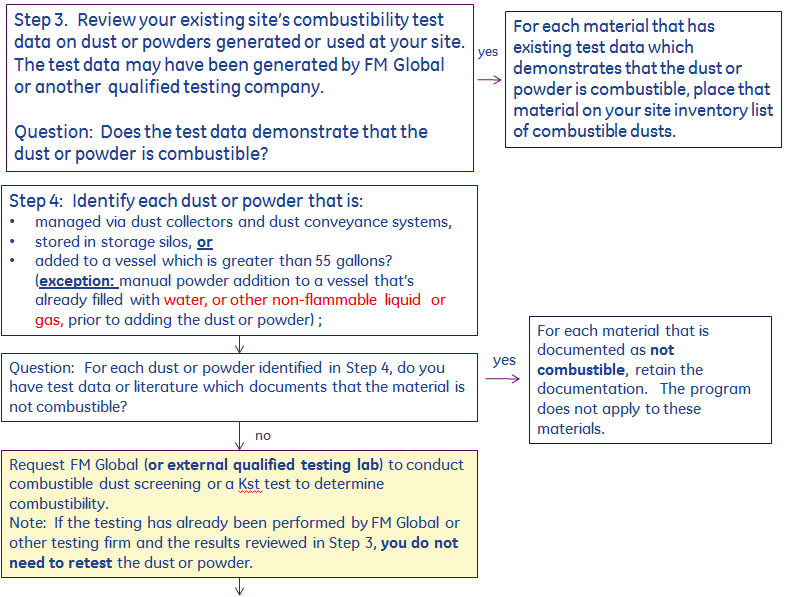 Step 3.  Review your existing site's combustibility test
data on dust or powders generated or used at your site.
The test data may have been generated by FM Global
or another qualified testing company.
Question:  Does the test data demonstrate that the
dust or powder is combustible?
yes
For each material that has
existing test data which
demonstrates that the dust or
powder is combustible, place that
material on your site inventory list
of combustible dusts.
Step 4:  Identify each dust or powder that is:
• managed via dust collectors and dust conveyance systems,
• stored in storage silos, or
• added to a vessel which is greater than 55 gallons?
(exception: manual powder addition to a vessel that's
already filled with water, or other non-flammable liquid or
gas, prior to adding the dust or powder) ;
Question:  For each dust or powder identified in Step 4, do you
have test data or literature which documents that the material is
not combustible?
yes
For each material that is
documented as not
combustible, retain the
documentation.  The program
does not apply to these
materials.
no
Request FM Global (or external qualified testing lab) to conduct
combustible dust screening or a Kst test to determine
combustibility.
Note:  If the testing has already been performed by FM Global or
other testing firm and the results reviewed in Step 3, you do not
need to retest the dust or powder.